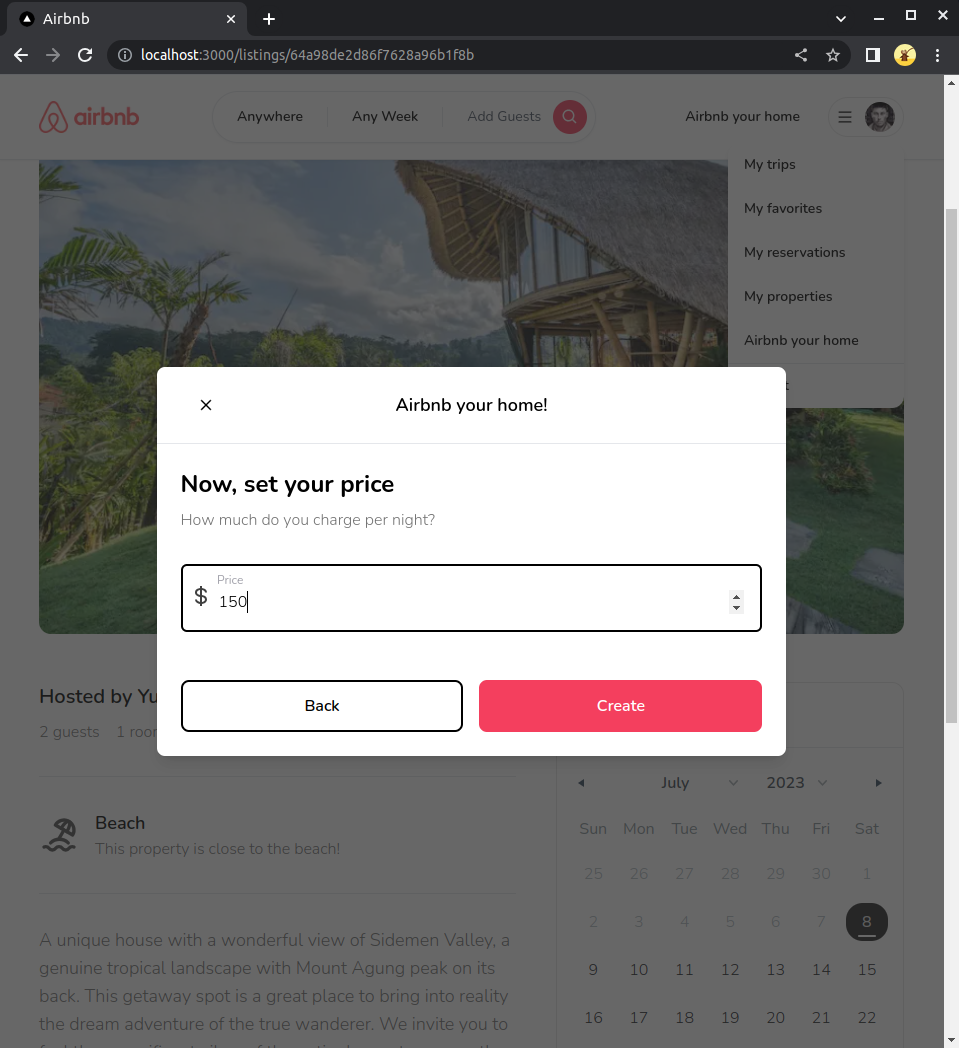 Airbnb
localhost:3000/listings/64a98de2d86f7628a96b1f8b
airbnb
Anywhere
Any Week
Add Guests
Airbnb your home
My trips
My favorites
My reservations
My properties
Airbnb your home
Airbnb your home!
Now, set your price
How much do you charge per night?
$
Price
150
Back
Create
Hosted by Yu
2 guests 1 roo
Beach
This property is close to the beach!
A unique house with a wonderful view of Sidemen Valley, a
genuine tropical landscape with Mount Agung peak on its
back. This getaway spot is a great place to bring into reality
the dream adventure of the true wanderer. We invite you to
July 2023
Sun Mon Tue Wed Thu Fri Sat
25 26 27 28 29 30 1
2 3 4 5 6 7 8
9 10 11 12 13 14 15
16 17 18 19 20 21 22